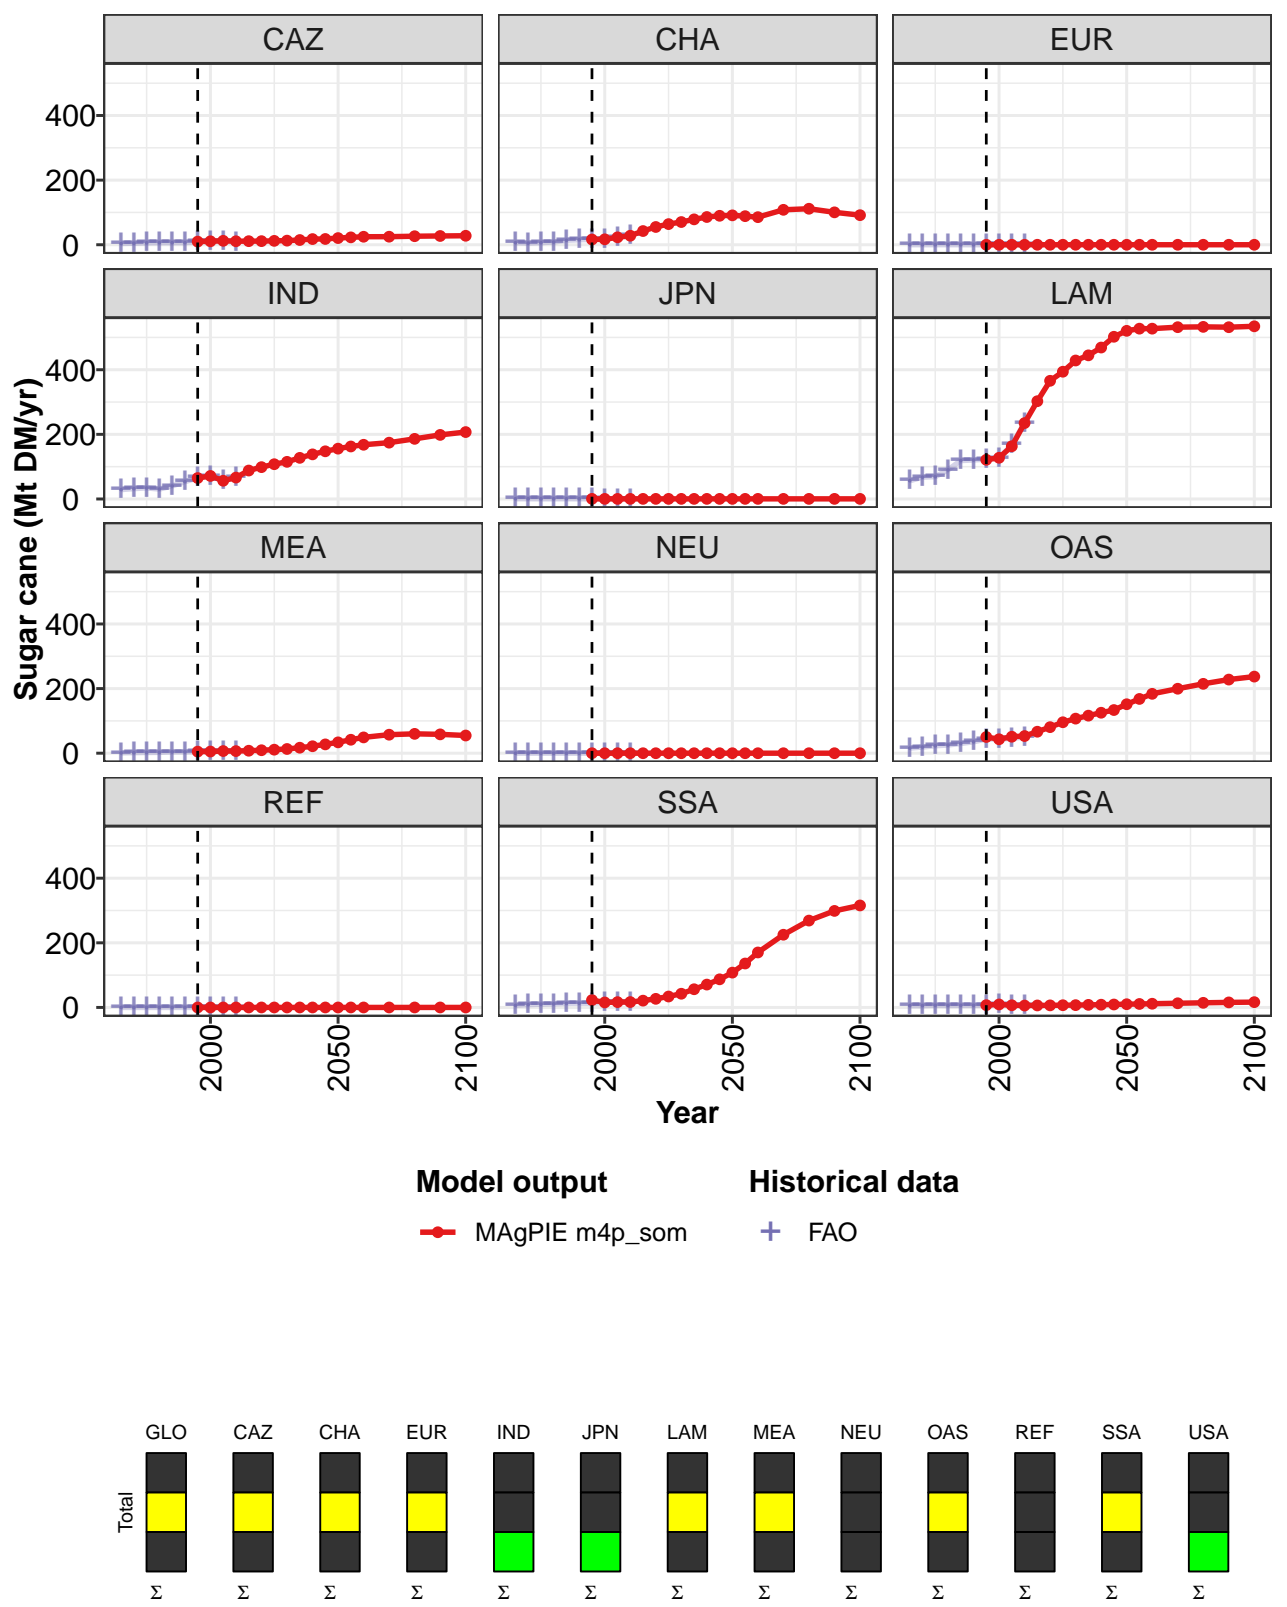 CAZ CHA EUR
400
200
0
IND JPN LAM
400
200
0
MEA NEU OAS
400
200
0
REF SSA USA
400
200
0
Sugar cane (Mt DM/yr)
2000 2050 2100 2000 2050 2100 2000 2050 2100
Year
Model output Historical data
MAgPIE m4p_som FAO
GLO CAZ CHA EUR IND JPN LAM MEA NEU OAS REF SSA USA
Total
Σ Σ Σ Σ Σ Σ Σ Σ Σ Σ Σ Σ Σ